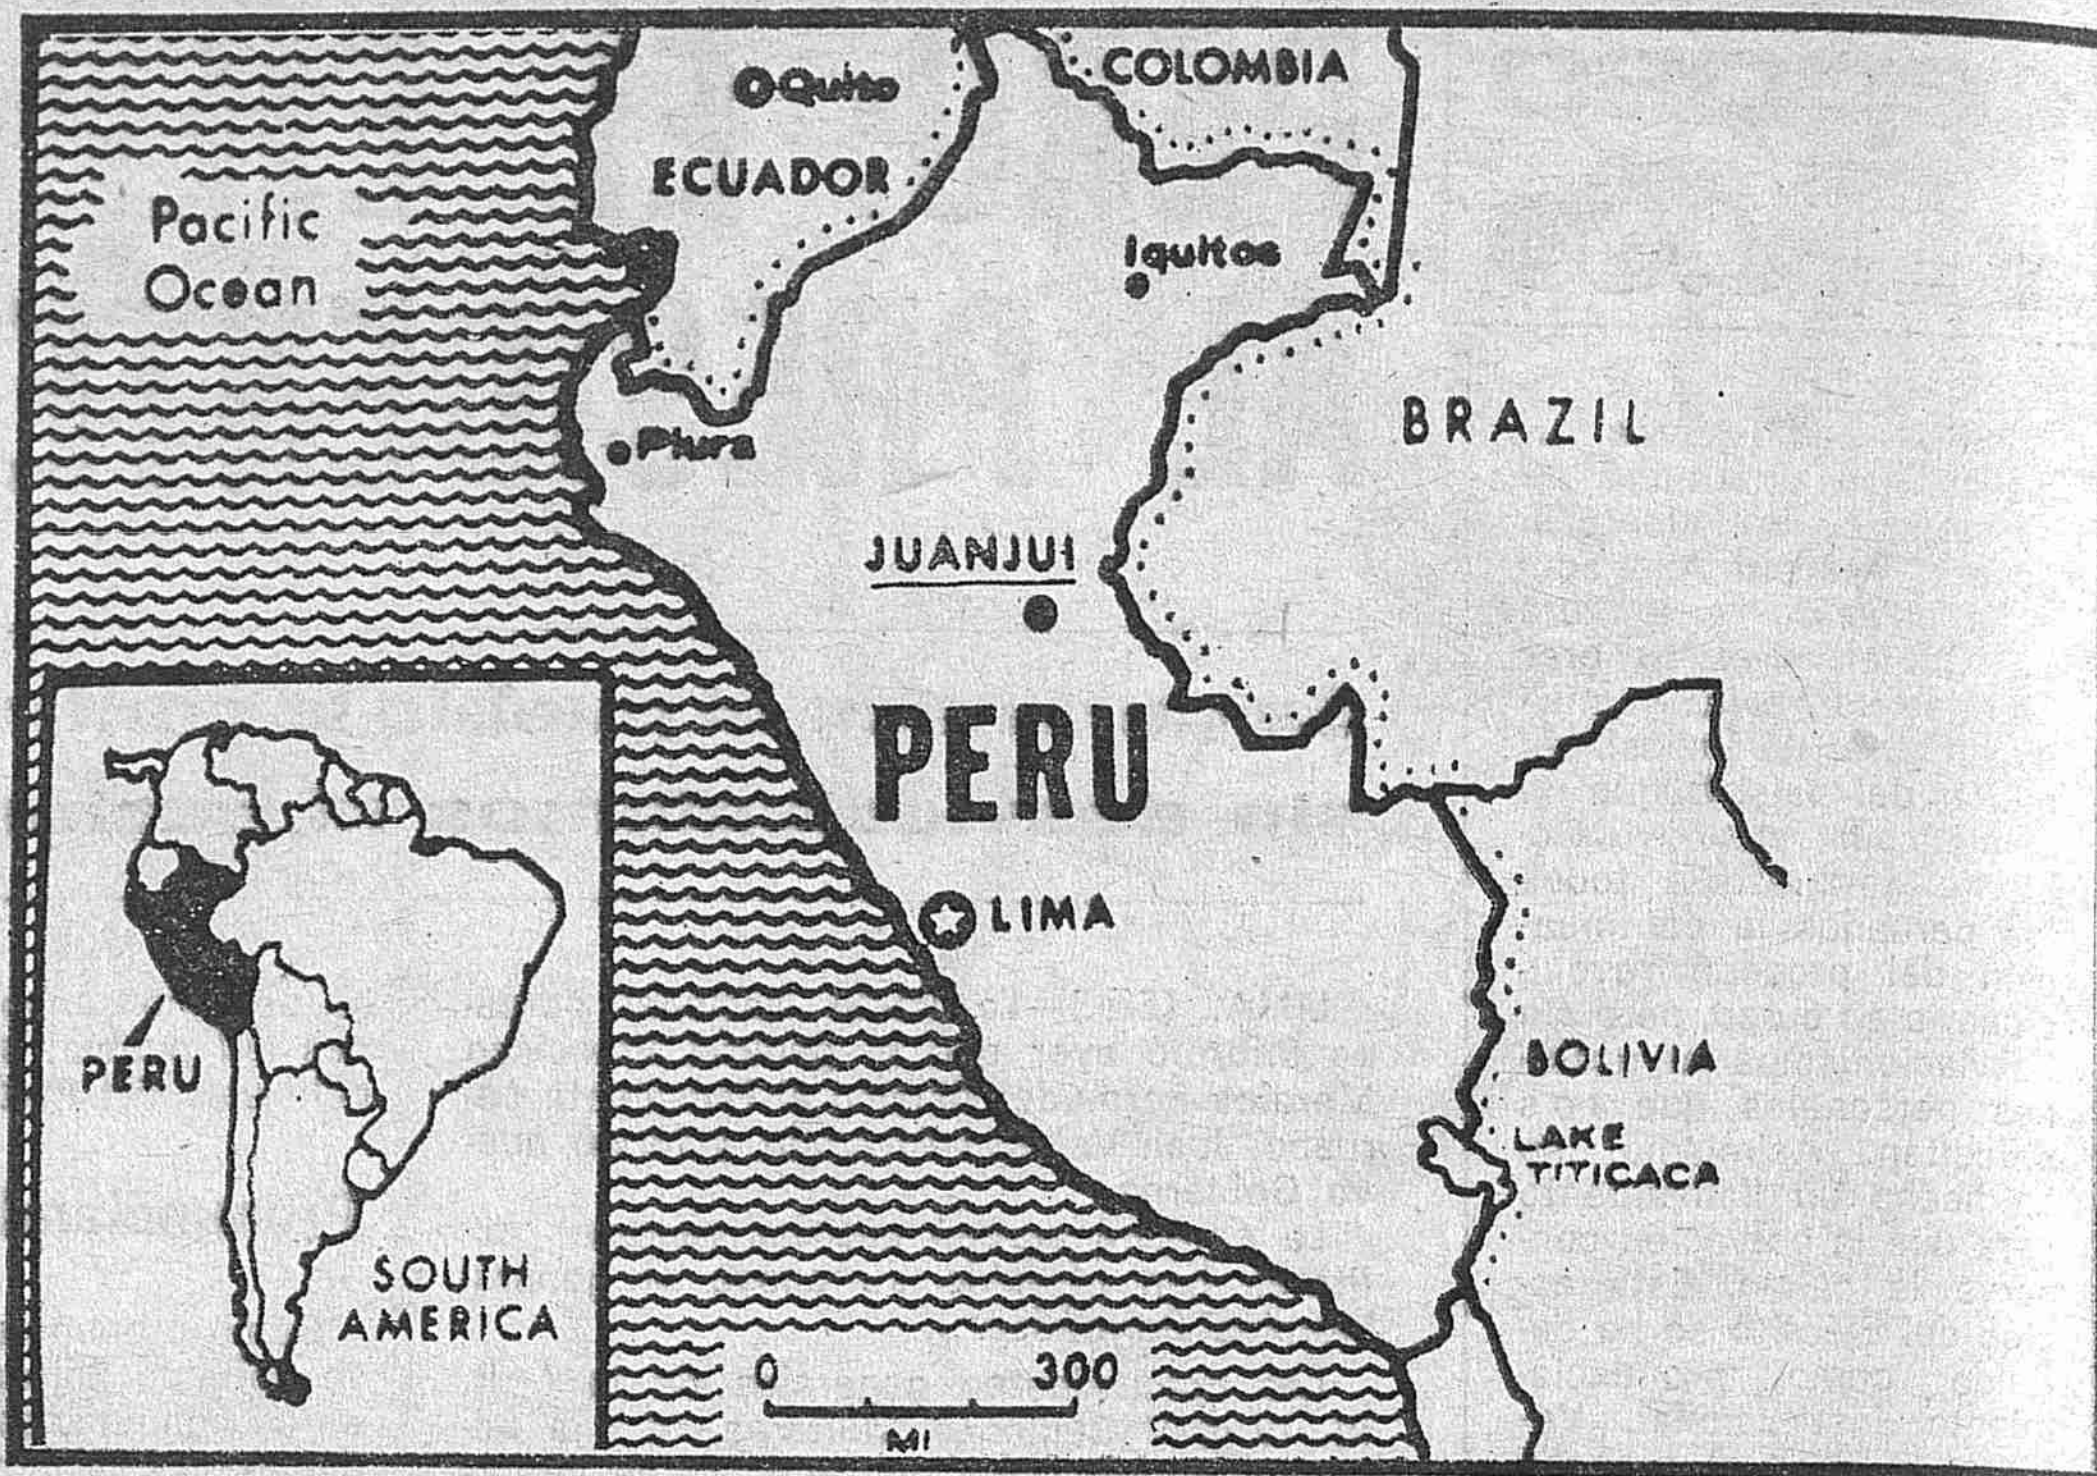 COLOMBIA
Quito
ECUADOR
Pacific
Ocean
Iquitos
BRAZIL
Piura
JUANJUI
PERU
LIMA
BOLIVIA
LAKE
TITICACA
PERU
SOUTH
AMERICA
0 300
MI